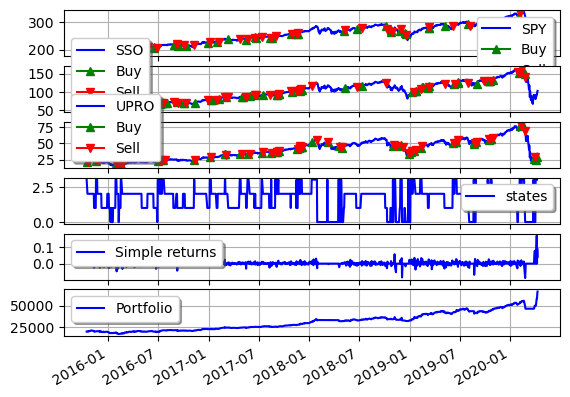 300
200
SPY
Buy
SSO
Buy
Sell
150
100
50
UPRO
Buy
Sell
75
50
25
2.5
0.0
states
0.1
0.0
Simple returns
50000
25000
Portfolio
2016-01
2016-07
2017-01
2017-07
2018-01
2018-07
2019-01
2019-07
2020-01